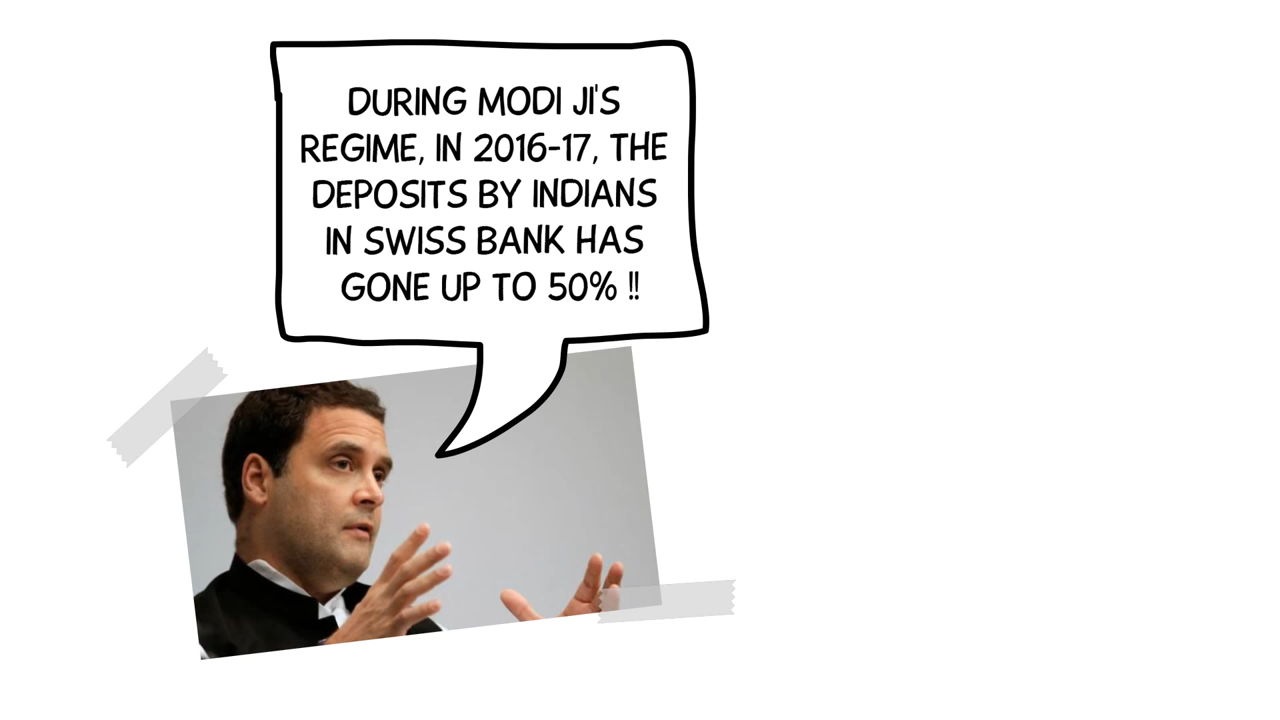 DURING MODI JI'S
REGIME, IN 2016-17, THE
DEPOSITS BY INDIANS
IN SWISS BANK HAS
GONE UP TO 50% !!